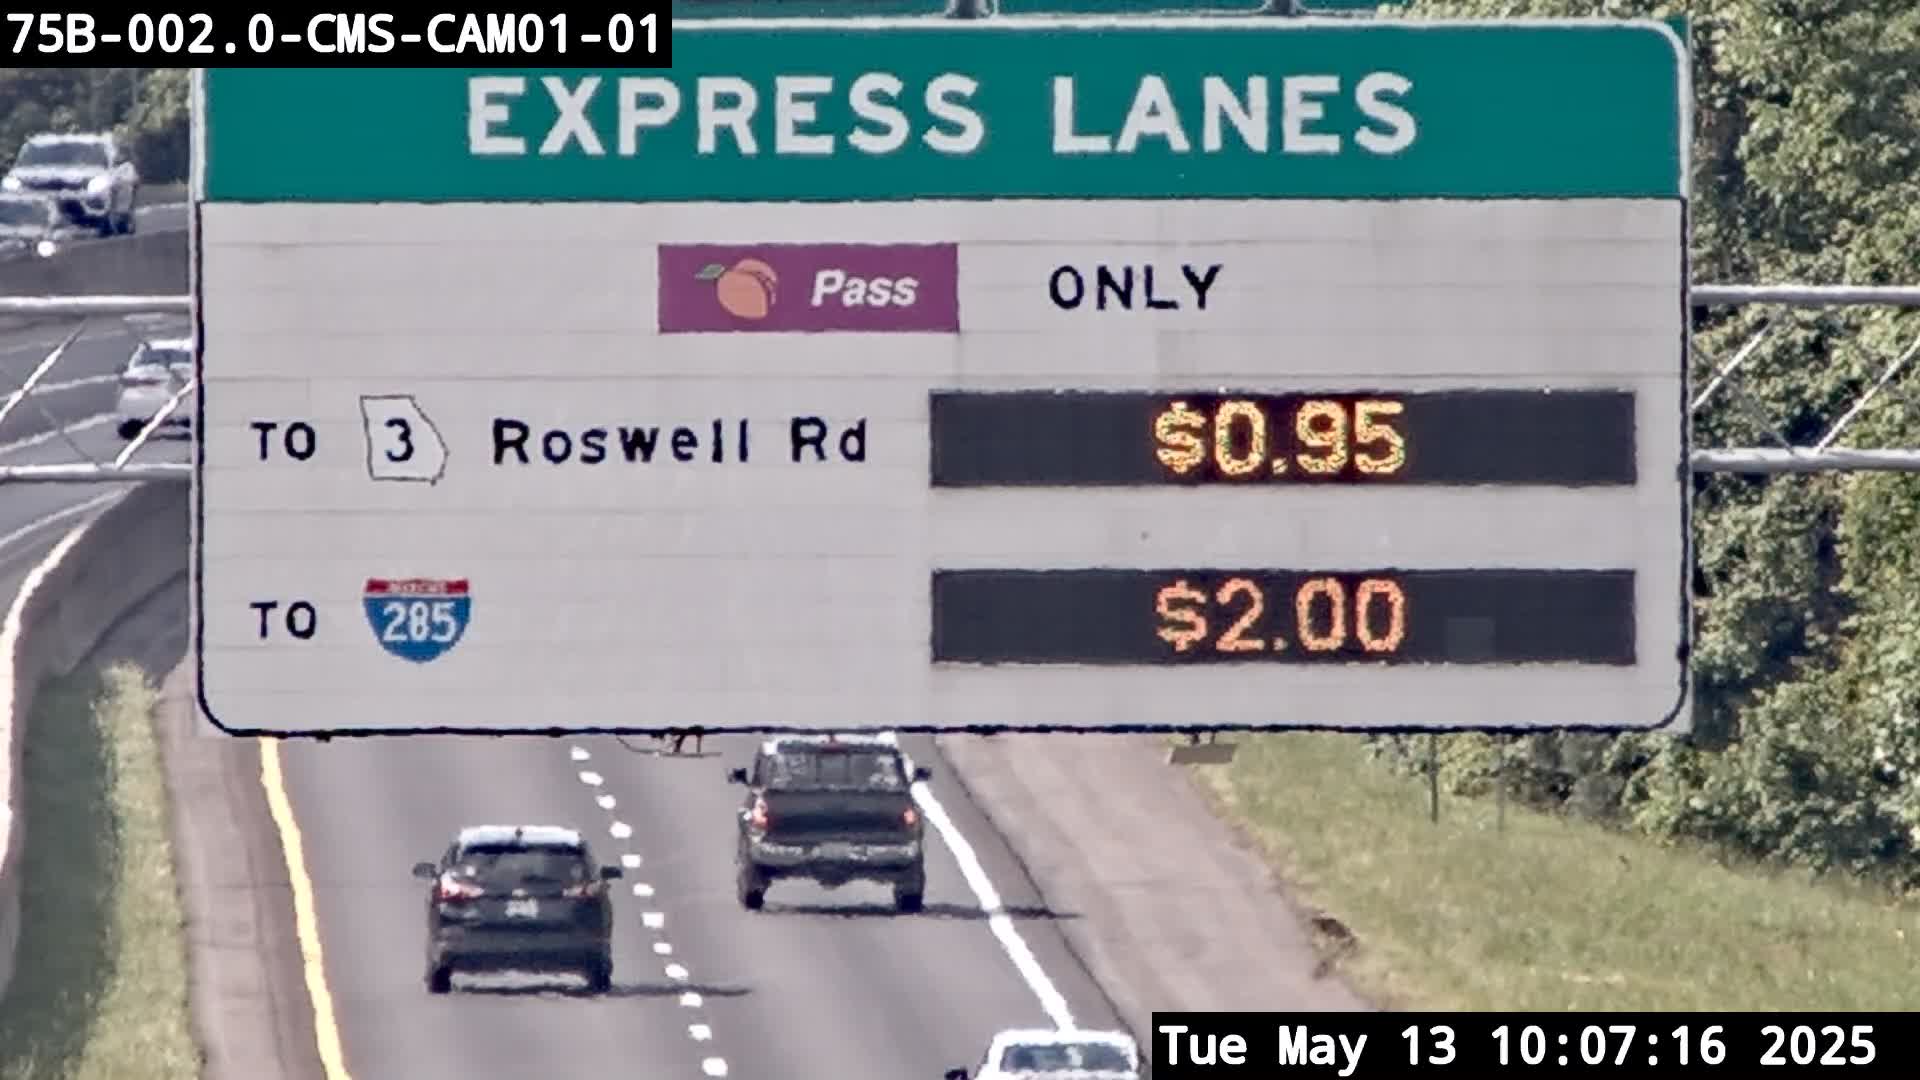 75B-002.0-CMS-CAM01-01
EXPRESS LANES
Pass ONLY
TO 3 Roswell Rd $0.95
TO 285 $2.00
Tue May 13 10:07:16 2025